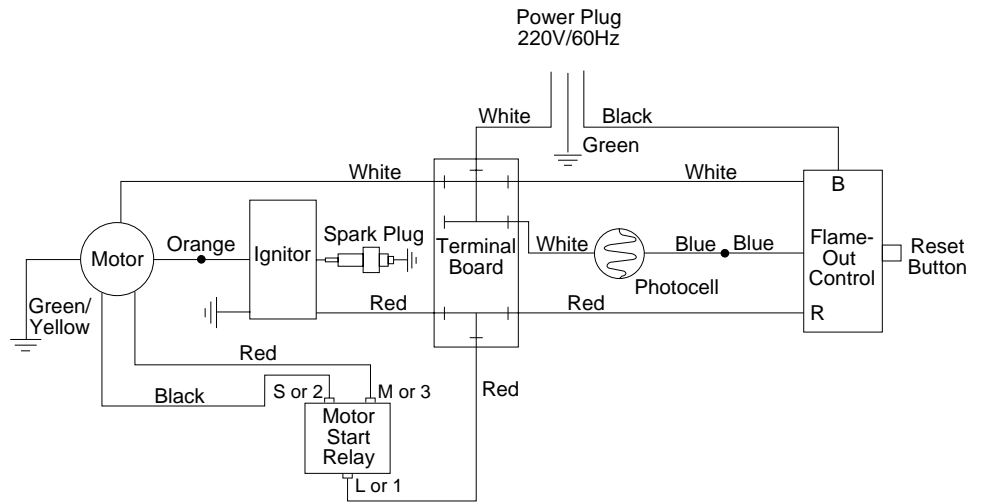 Power Plug
220V/60Hz
White
Black
Green
White
White
B
Orange
Ignitor
Spark Plug
Motor
White
Terminal
Board
Blue
Blue
Flame-
Out
Control
Reset
Button
Photocell
Green/
Yellow
Red
Red
R
Red
Black
S or 2
M or 3
Red
Motor
Start
Relay
L or 1